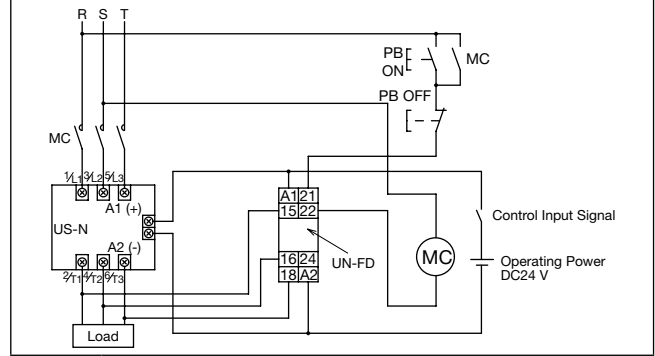 R S T
PB ON
MC
PB OFF
MC
1/L1 3/L2 5/L3
A1 (+)
US-N
A2 (-)
2/T1 4/T2 6/T3
A1 21
15 22
16 24
18 A2
UN-FD
MC
Control Input Signal
Operating Power
DC24 V
Load